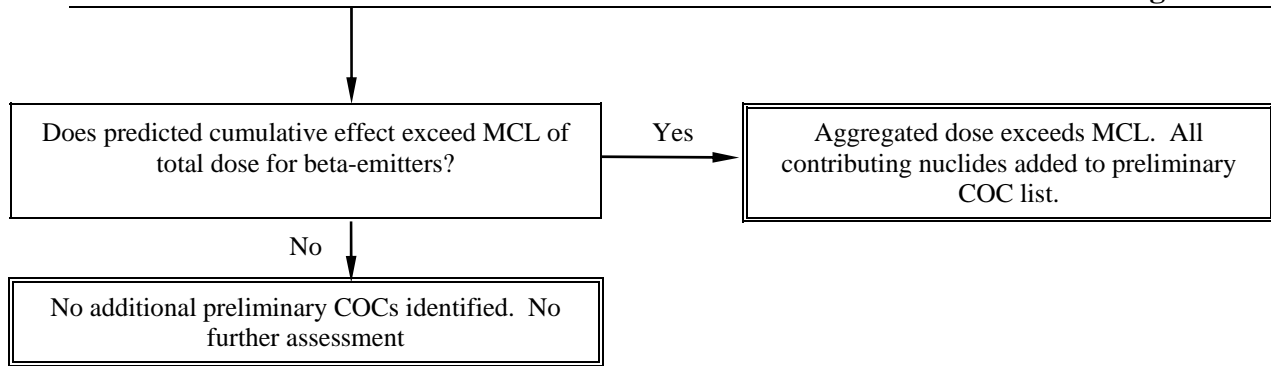 Does predicted cumulative effect exceed MCL of
total dose for beta-emitters?
Yes
Aggregated dose exceeds MCL.  All
contributing nuclides added to preliminary
COC list.
No
No additional preliminary COCs identified.  No
further assessment